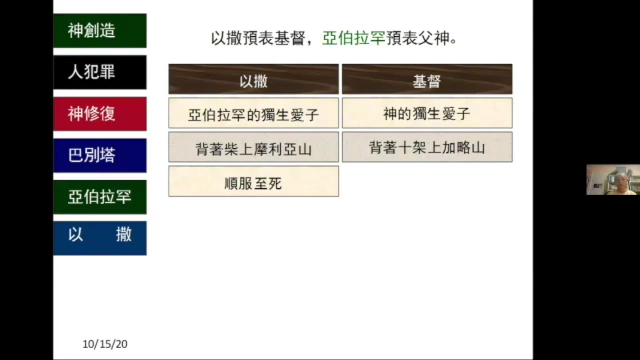 神創造
人犯罪
神修復
巴別塔
亞伯拉罕
以 撒
以撒預表基督，亞伯拉罕預表父神。
以撒 基督
亞伯拉罕的獨生愛子 神的獨生愛子
背著柴上摩利亞山 背著十架上加略山
順服至死
10/15/20